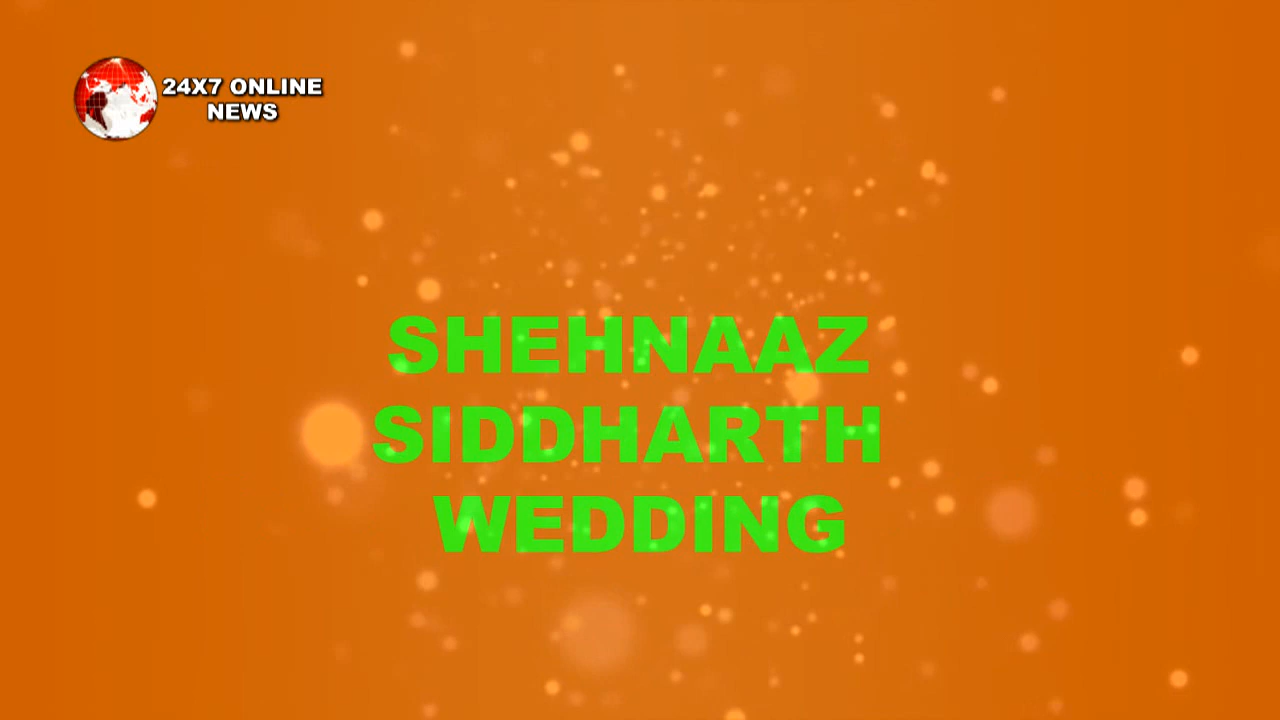 24X7 ONLINE
NEWS
SHEHNAAZ
SIDDHARTH
WEDDING